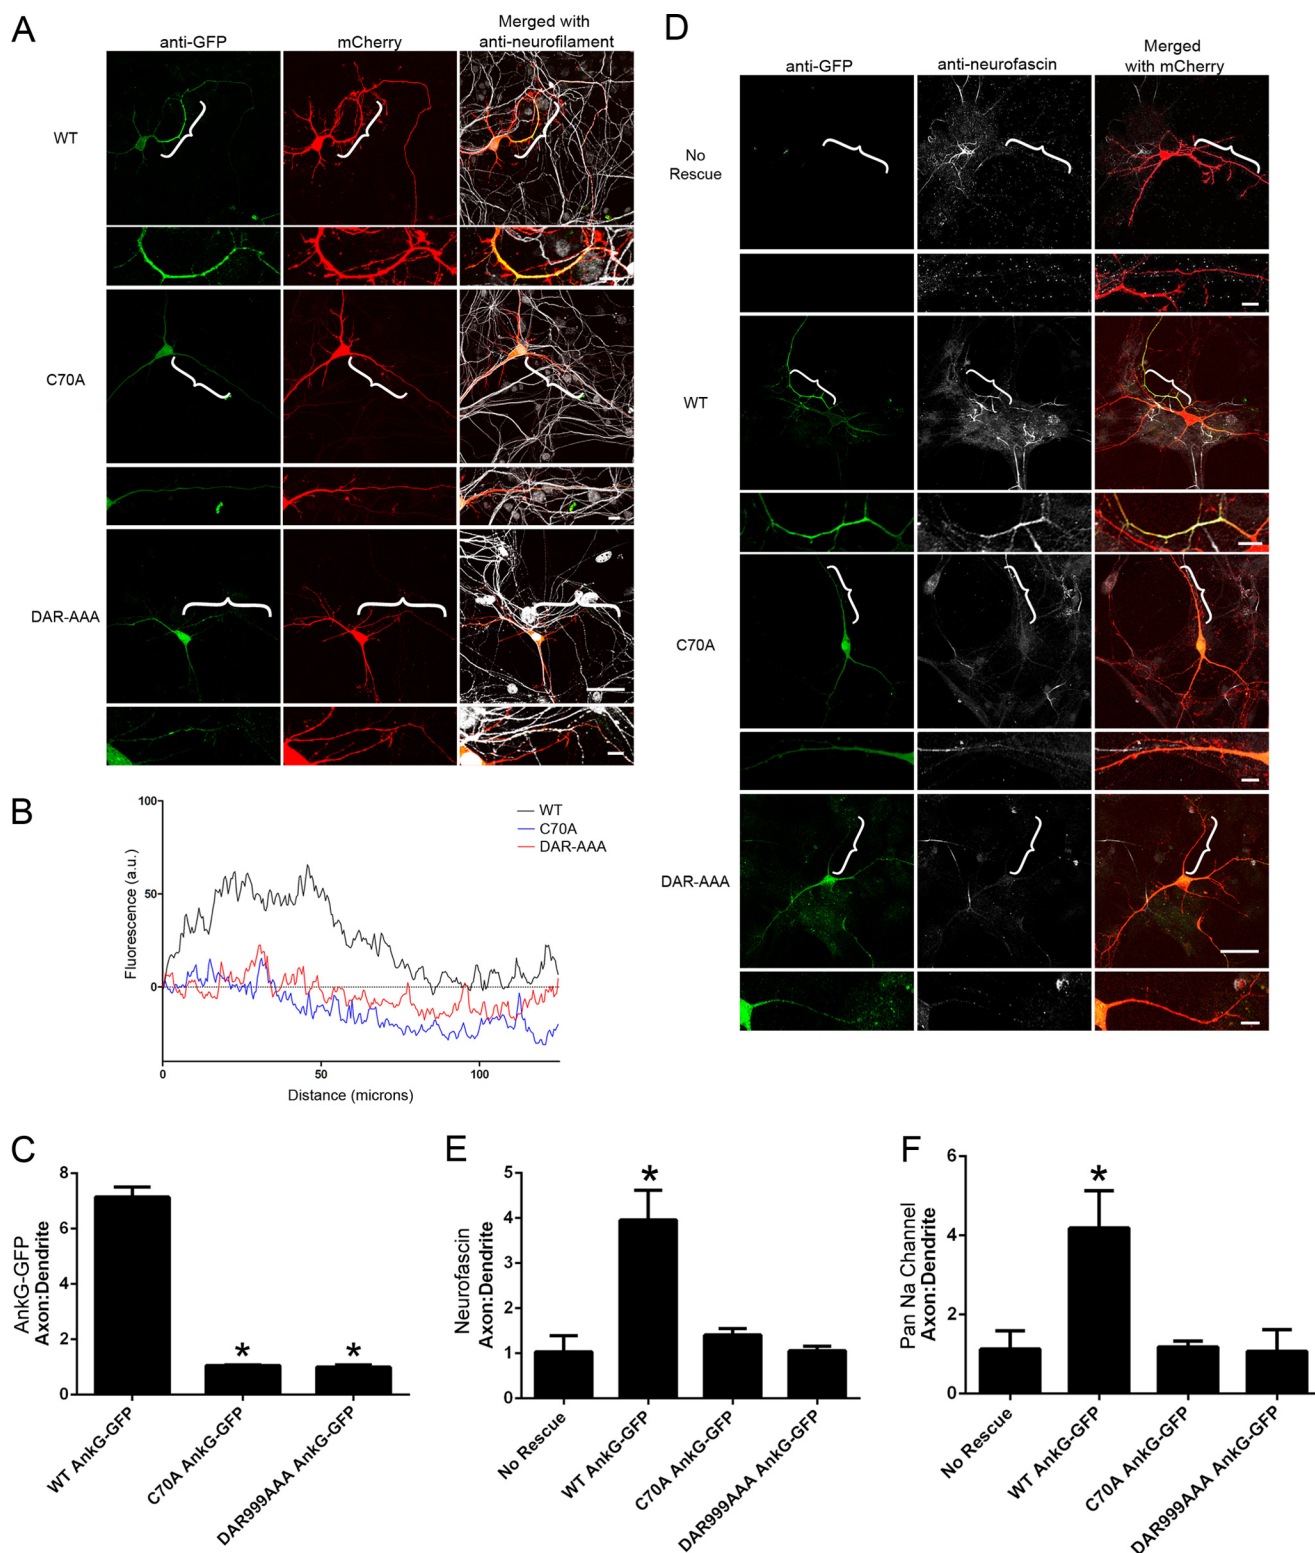 A
anti-GFP
mCherry
Merged with
anti-neurofilament
WT
C70A
DAR-AAA
B
100
50
0
Fluorescence (a.u.)
WT
C70A
DAR-AAA
0
50
100
Distance (microns)
C
8
6
4
2
0
AnkG-GFP
Axon:Dendrite
*
*
WT AnkG-GFP
C70A AnkG-GFP
DAR999AAA AnkG-GFP
D
anti-GFP
anti-neurofascin
Merged
with mCherry
No
Rescue
WT
C70A
DAR-AAA
E
5
4
3
2
1
0
Neurofascin
Axon:Dendrite
*
No Rescue
WT AnkG-GFP
C70A AnkG-GFP
DAR999AAA AnkG-GFP
F
6
4
2
0
Pan Na Channel
Axon:Dendrite
*
No Rescue
WT AnkG-GFP
C70A AnkG-GFP
DAR999AAA AnkG-GFP